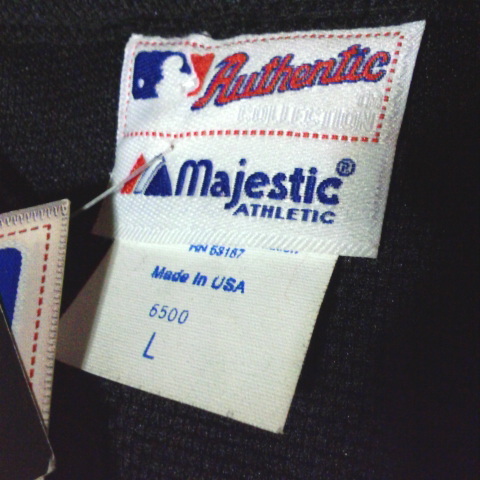 Authentic
COLLECTION
Majestic®
ATHLETIC
RN 53157
Made In USA
6500
L